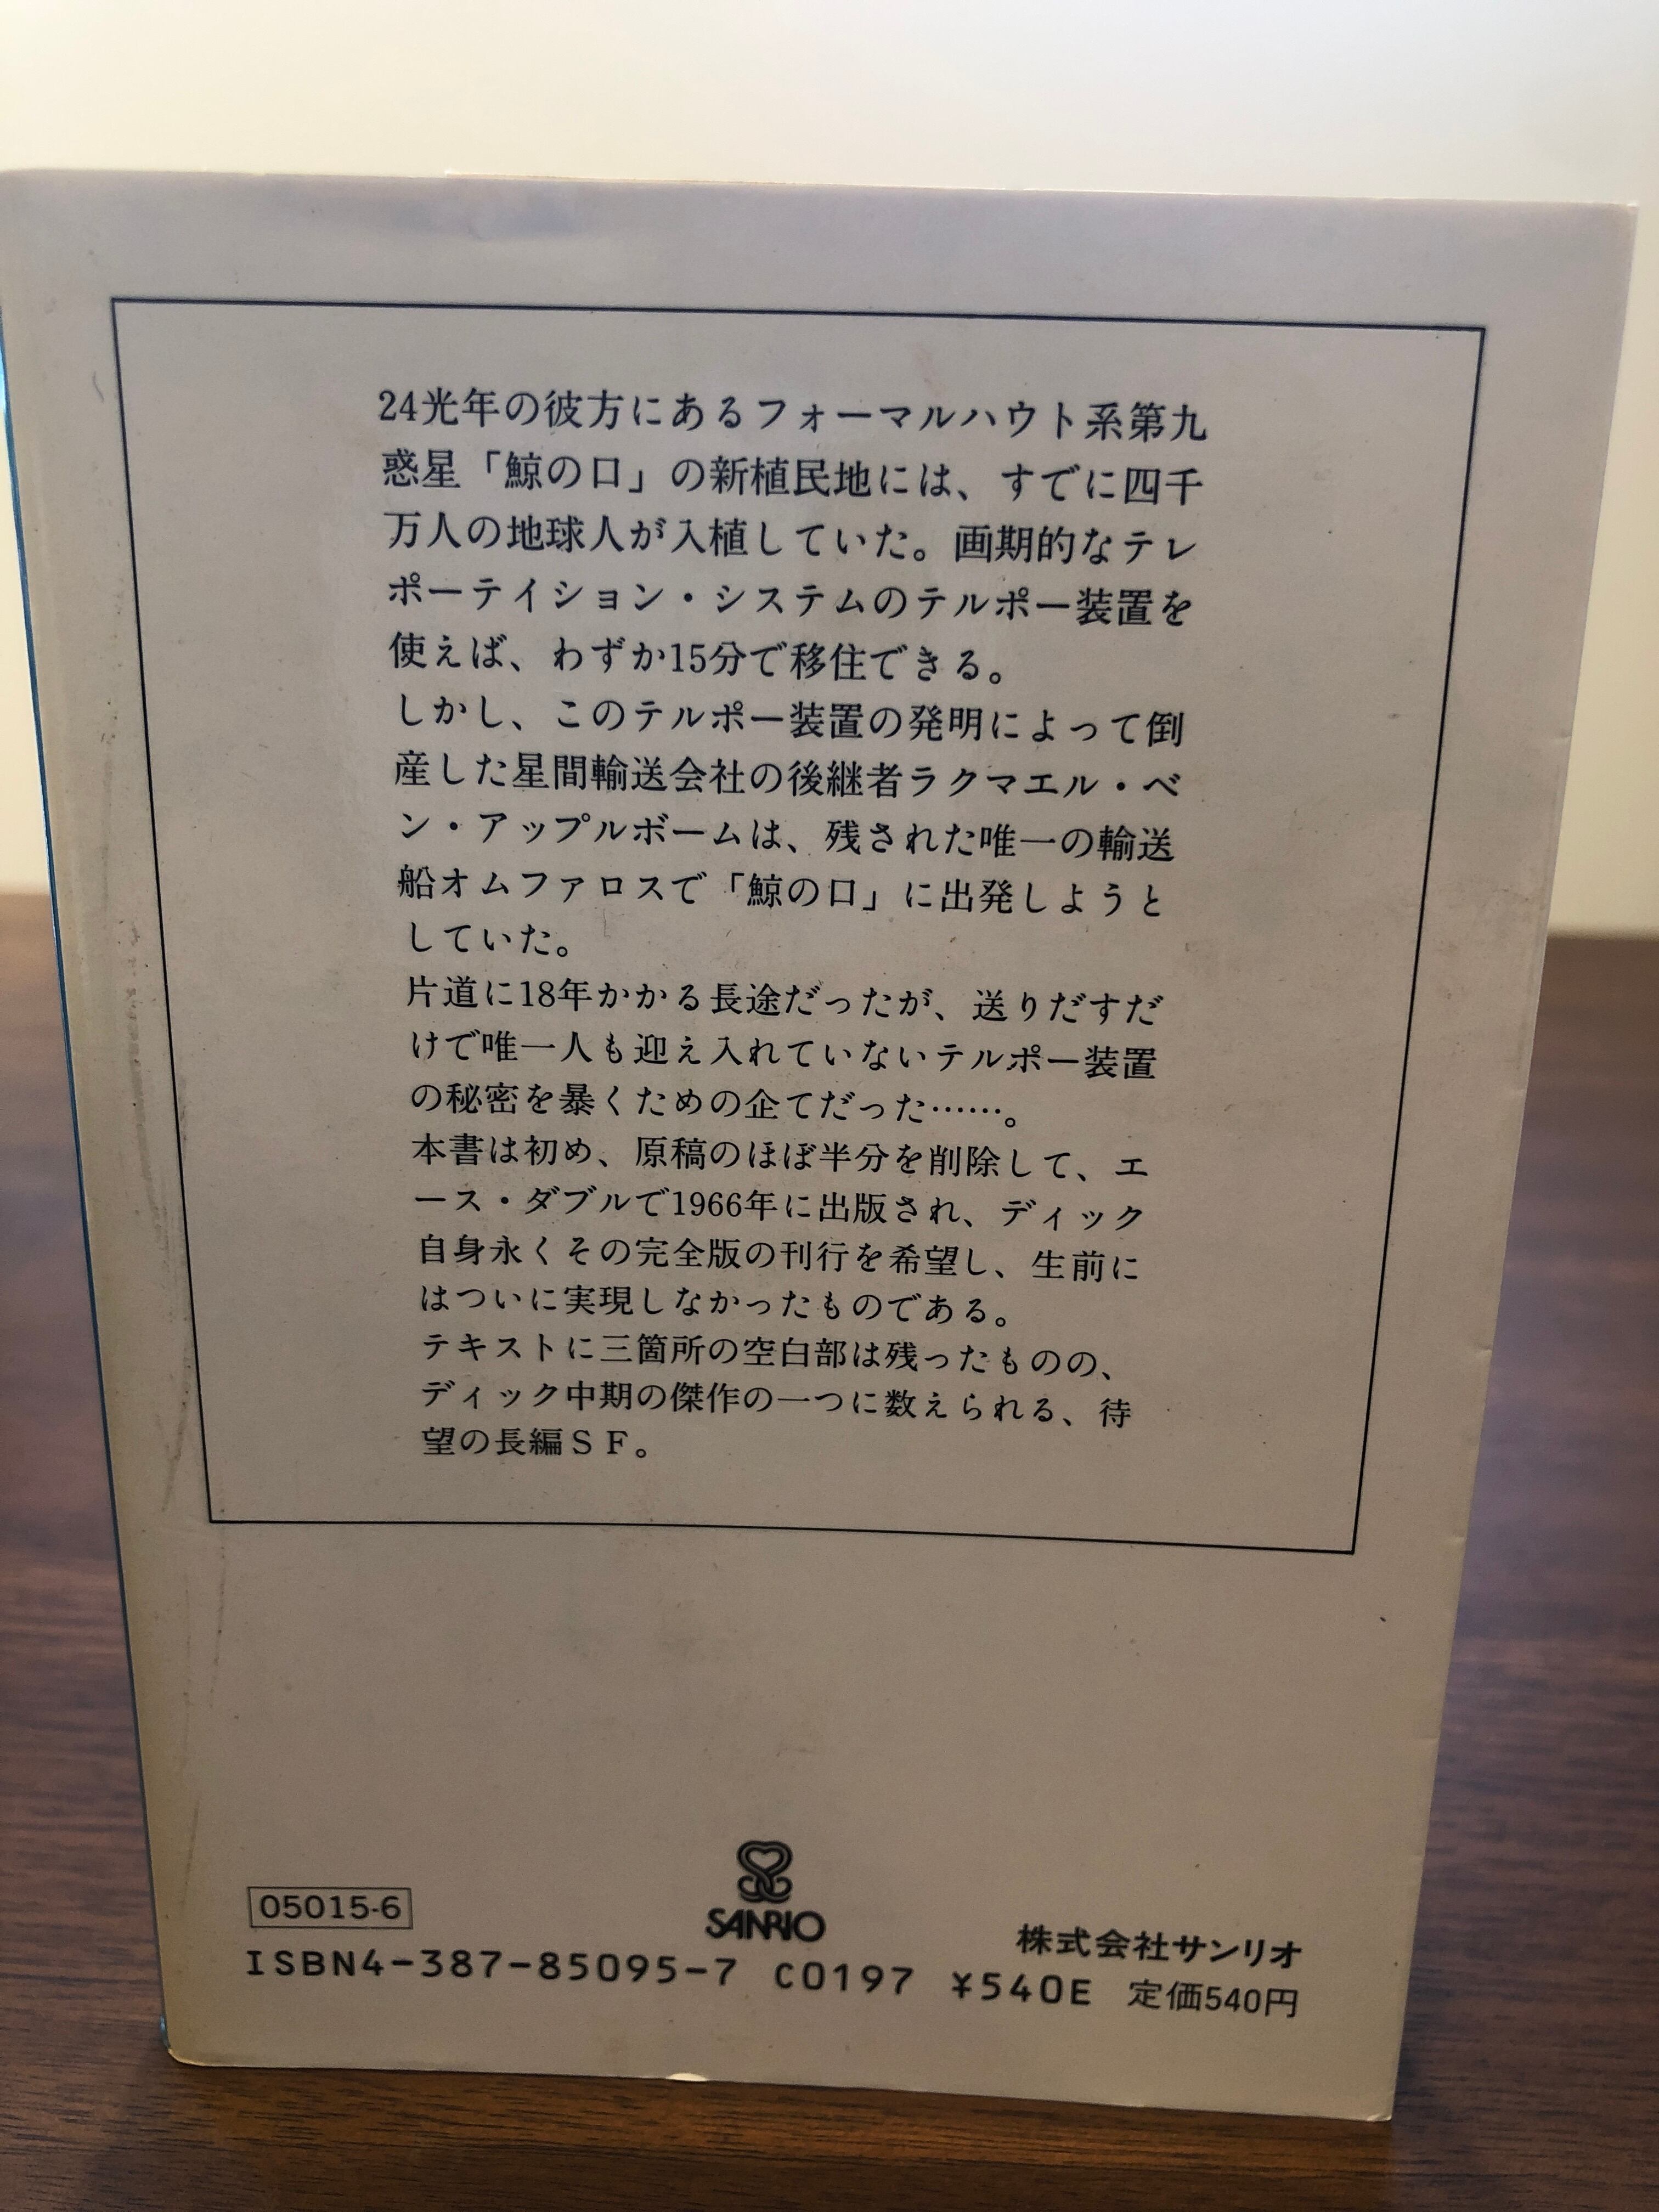 24光年の彼方にあるフォーマルハウト系第九
惑星「鯨の口」の新植民地には、すでに四千
万人の地球人が入植していた。画期的なテレ
ポーテイション・システムのテルポー装置を
使えば、わずか15分で移住できる。
しかし、このテルポー装置の発明によって倒
産した星間輸送会社の後継者ラクマエル・ベ
ン・アップルボームは、残された唯一の輸送
船オムファロスで「鯨の口」に出発しようと
していた。
片道に18年かかる長途だったが、送りだすだ
けで唯一人も迎え入れていないテルポー装置
の秘密を暴くための企てだった……。
本書は初め、原稿のほぼ半分を削除して、エ
ース・ダブルで1966年に出版され、ディック
自身永くその完全版の刊行を希望し、生前に
はついに実現しなかったものである。
テキストに三箇所の空白部は残ったものの、
ディック中期の傑作の一つに数えられる、待
望の長編ＳＦ。
05015-6
SANRIO
株式会社サンリオ
ISBN4-387-85095-7 C0197 ¥540E 定価540円